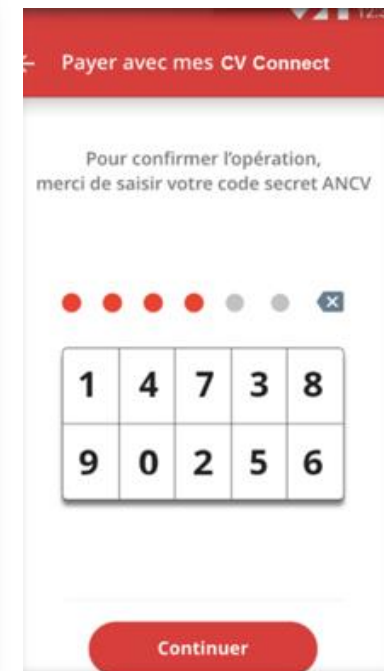 Payer avec mes CV Connect
Pour confirmer l'opération,
merci de saisir votre code secret ANCV
1 4 7 3 8
9 0 2 5 6
Continuer